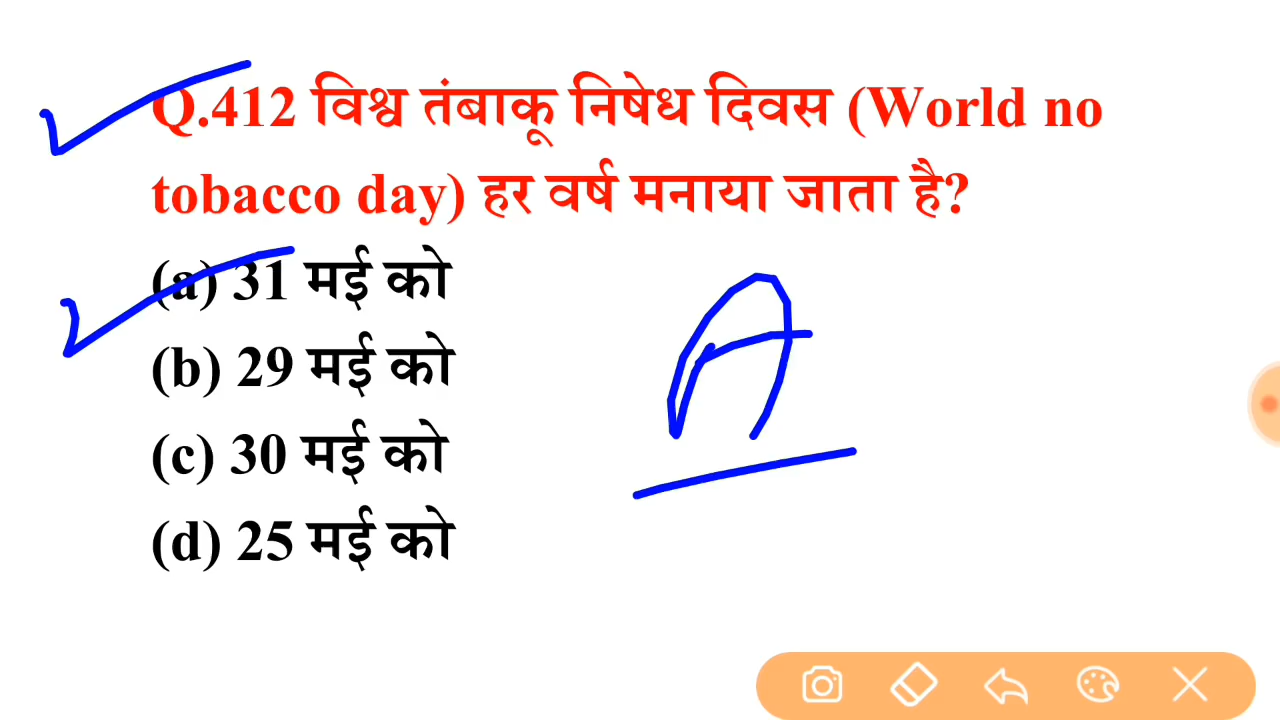 Q.412 विश्व तंबाकू निषेध दिवस (World no
tobacco day) हर वर्ष मनाया जाता है?
(a) 31 मई को
(b) 29 मई को
(c) 30 मई को
(d) 25 मई को
A